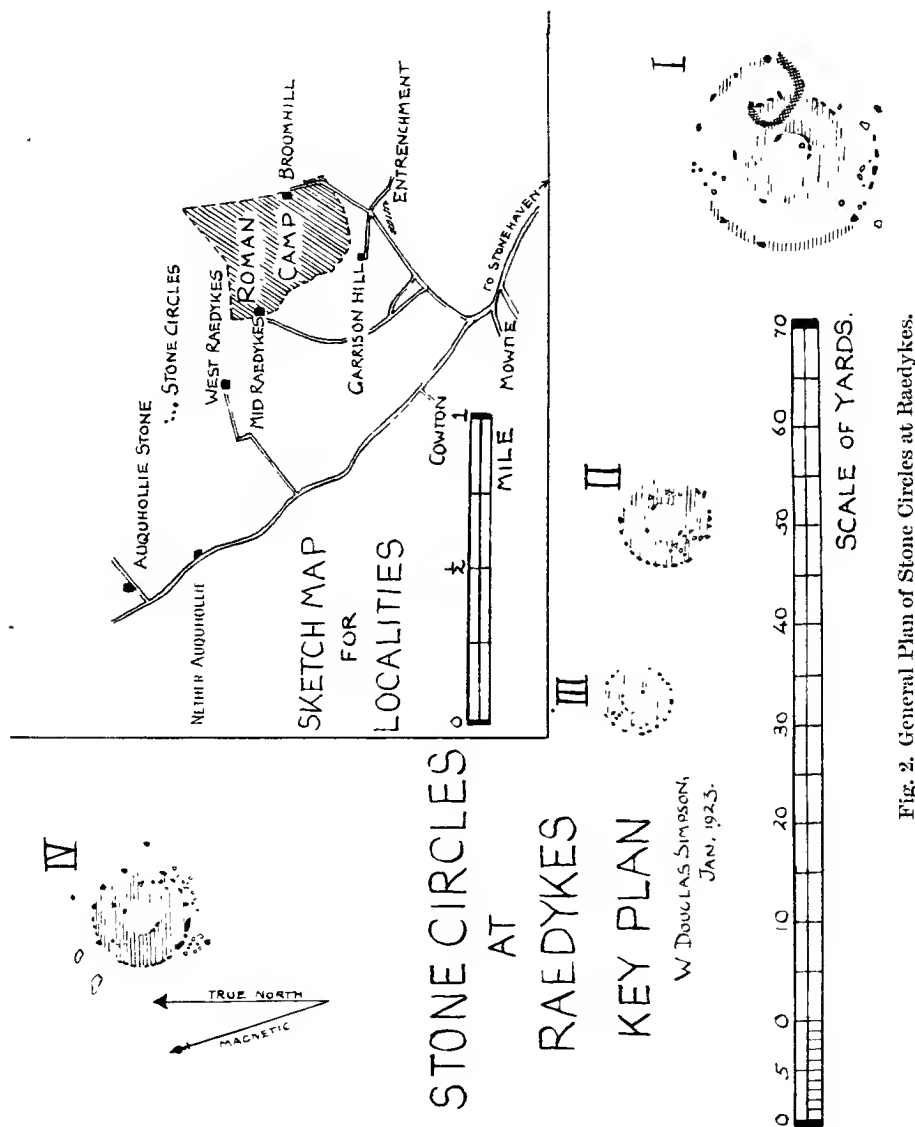 STONE CIRCLES
AT
RAEDYKES
KEY PLAN
W DOUGLAS SIMPSON,
JAN. 1923.
TRUE NORTH
MAGNETIC
IV
III
II
I
SKETCH MAP
FOR
LOCALITIES
AUQUHOLLIE STONE
NETHER AUQUHOLLIE
STONE CIRCLES
WEST RAEDYKES
MID RAEDYKES
ROMAN
CAMP
BROOMHILL
GARRISON HILL
ENTRENCHMENT
COWTON
MOWTIE
TO STONEHAVEN
0 ½ 1
MILE
0 5 0 10 20 30 40 50 60 70
SCALE OF YARDS.
Fig. 2. General Plan of Stone Circles at Raedykes.